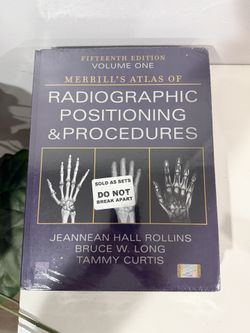 FIFTEENTH EDITION
VOLUME ONE
MERRILL'S ATLAS OF
RADIOGRAPHIC
POSITIONING
& PROCEDURES
SOLD AS SETS
DO NOT
BREAK APART
JEANNEAN HALL ROLLINS
BRUCE W. LONG
TAMMY CURTIS